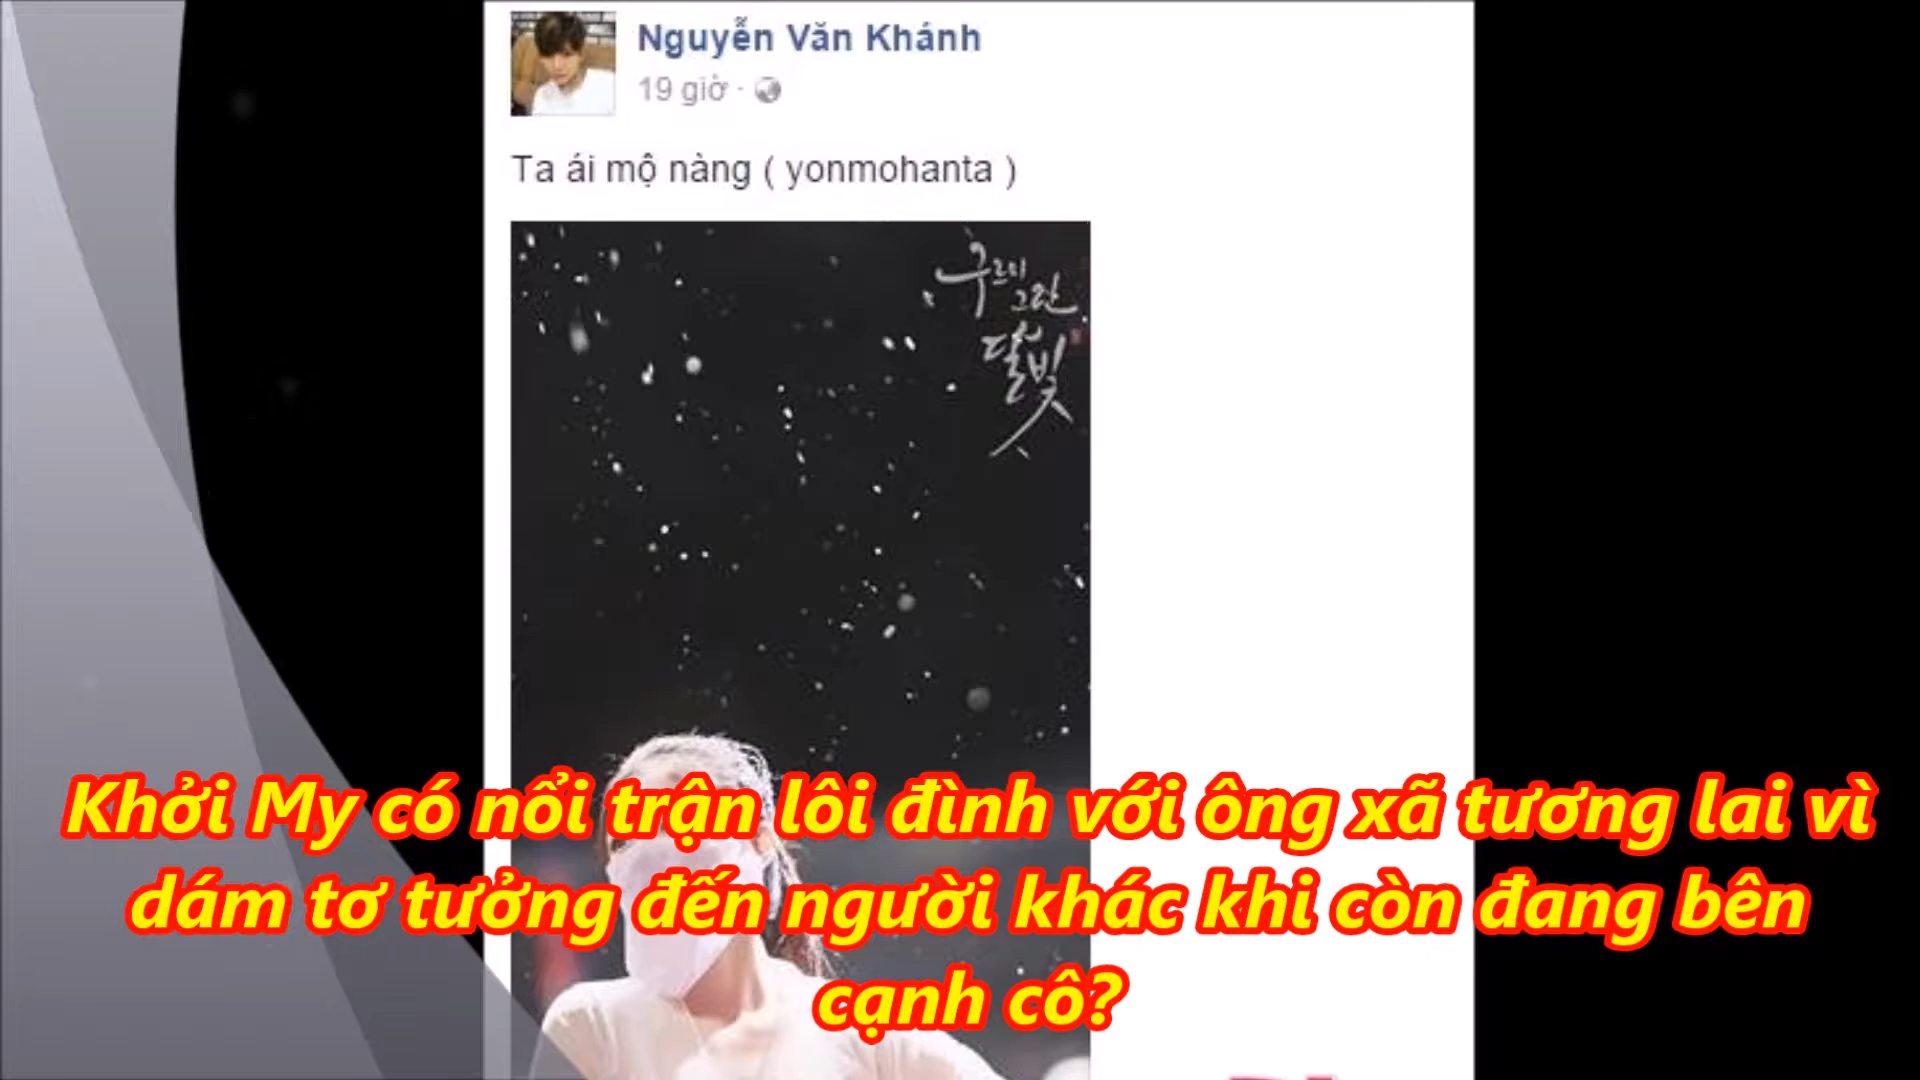 Nguyễn Văn Khánh
19 giờ ·
Ta ái mộ nàng ( yonmohanta )
구르미
그린
달빛
Khởi My có nổi trận lôi đình với ông xã tương lai vì
dám tơ tưởng đến người khác khi còn đang bên
cạnh cô?